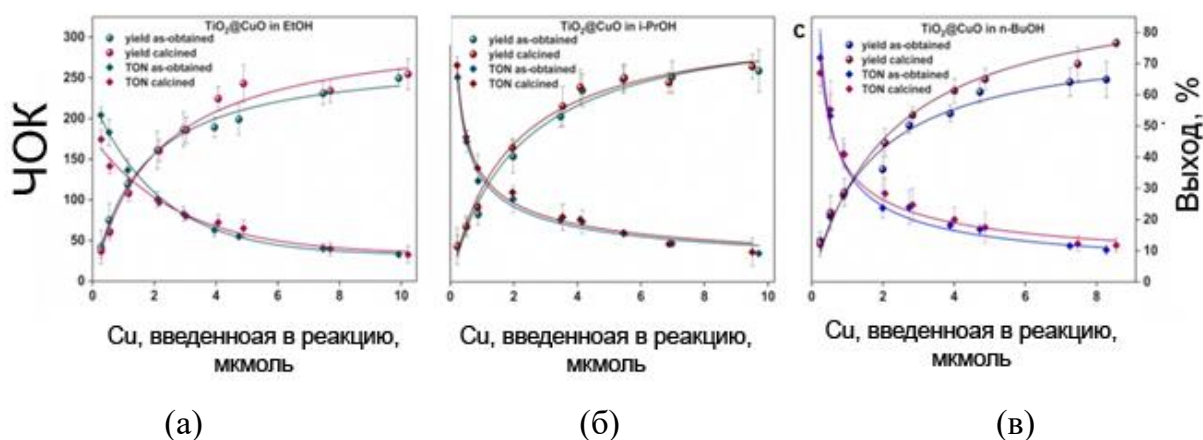 TiO2@CuO in EtOH
yield as-obtained
yield calcined
TON as-obtained
TON calcined
ЧОК
300
250
200
150
100
50
0
0 2 4 6 8 10
Cu, введенноая в реакцию,
мкмоль
(а)
TiO2@CuO in i-PrOH
yield as-obtained
yield calcined
TON as-obtained
TON calcined
0 2 4 6 8 10
Cu, введенноая в реакцию,
мкмоль
(б)
C
TiO2@CuO in n-BuOH
yield as-obtained
yield calcined
TON as-obtained
TON calcined
80
70
60
50
40
30
20
10
0
Выход, %
0 2 4 6 8
Cu, введенноая в реакцию,
мкмоль
(в)